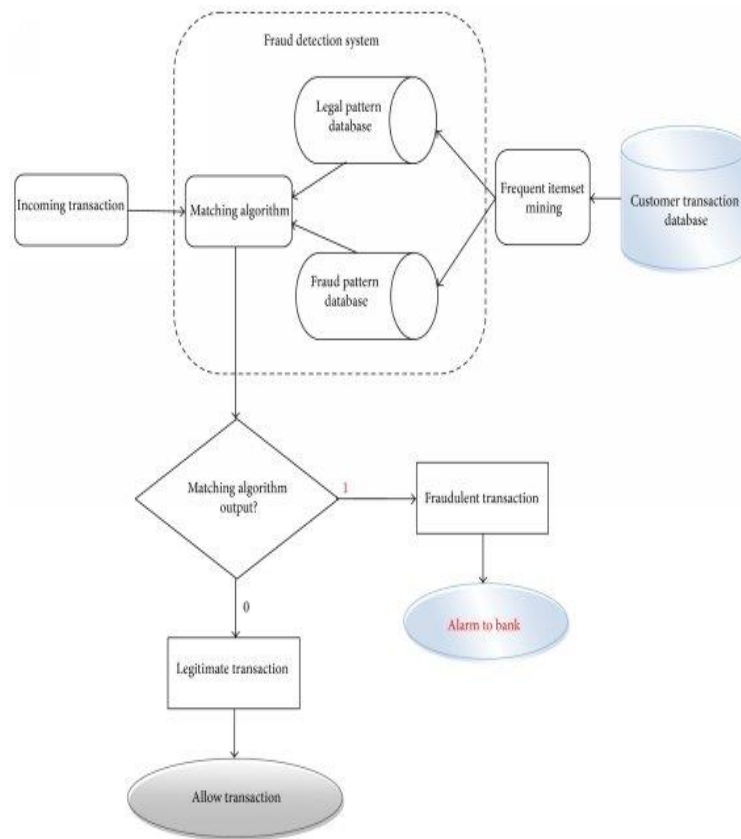 Fraud detection system
Legal pattern
database
Incoming transaction
Matching algorithm
Frequent itemset
mining
Customer transaction
database
Fraud pattern
database
Matching algorithm
output?
1
Fraudulent transaction
0
Alarm to bank
Legitimate transaction
Allow transaction